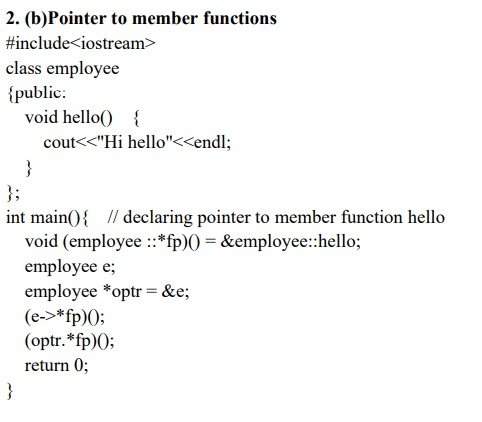 2. (b)Pointer to member functions
#include<iostream>
class employee
{public:
void hello() {
cout<<"Hi hello"<<endl;
}
};
int main(){ // declaring pointer to member function hello
void (employee ::*fp)() = &employee::hello;
employee e;
employee *optr = &e;
(e->*fp)();
(optr.*fp)();
return 0;
}